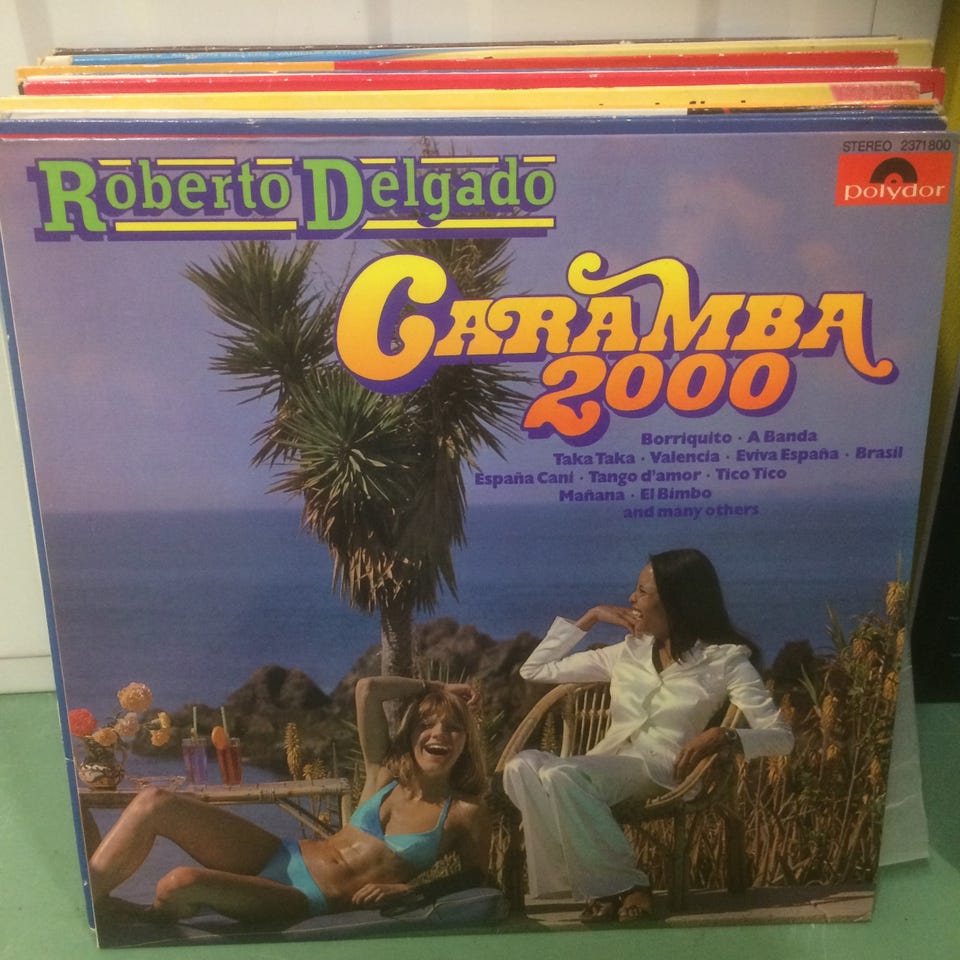 STEREO 2371800
polydor
Roberto Delgado
CARAMBA
2000
Borriquito · A Banda
Taka Taka · Valencia · Eviva España · Brasil
España Cani · Tango d'amor · Tico Tico
Mañana · El Bimbo
and many others